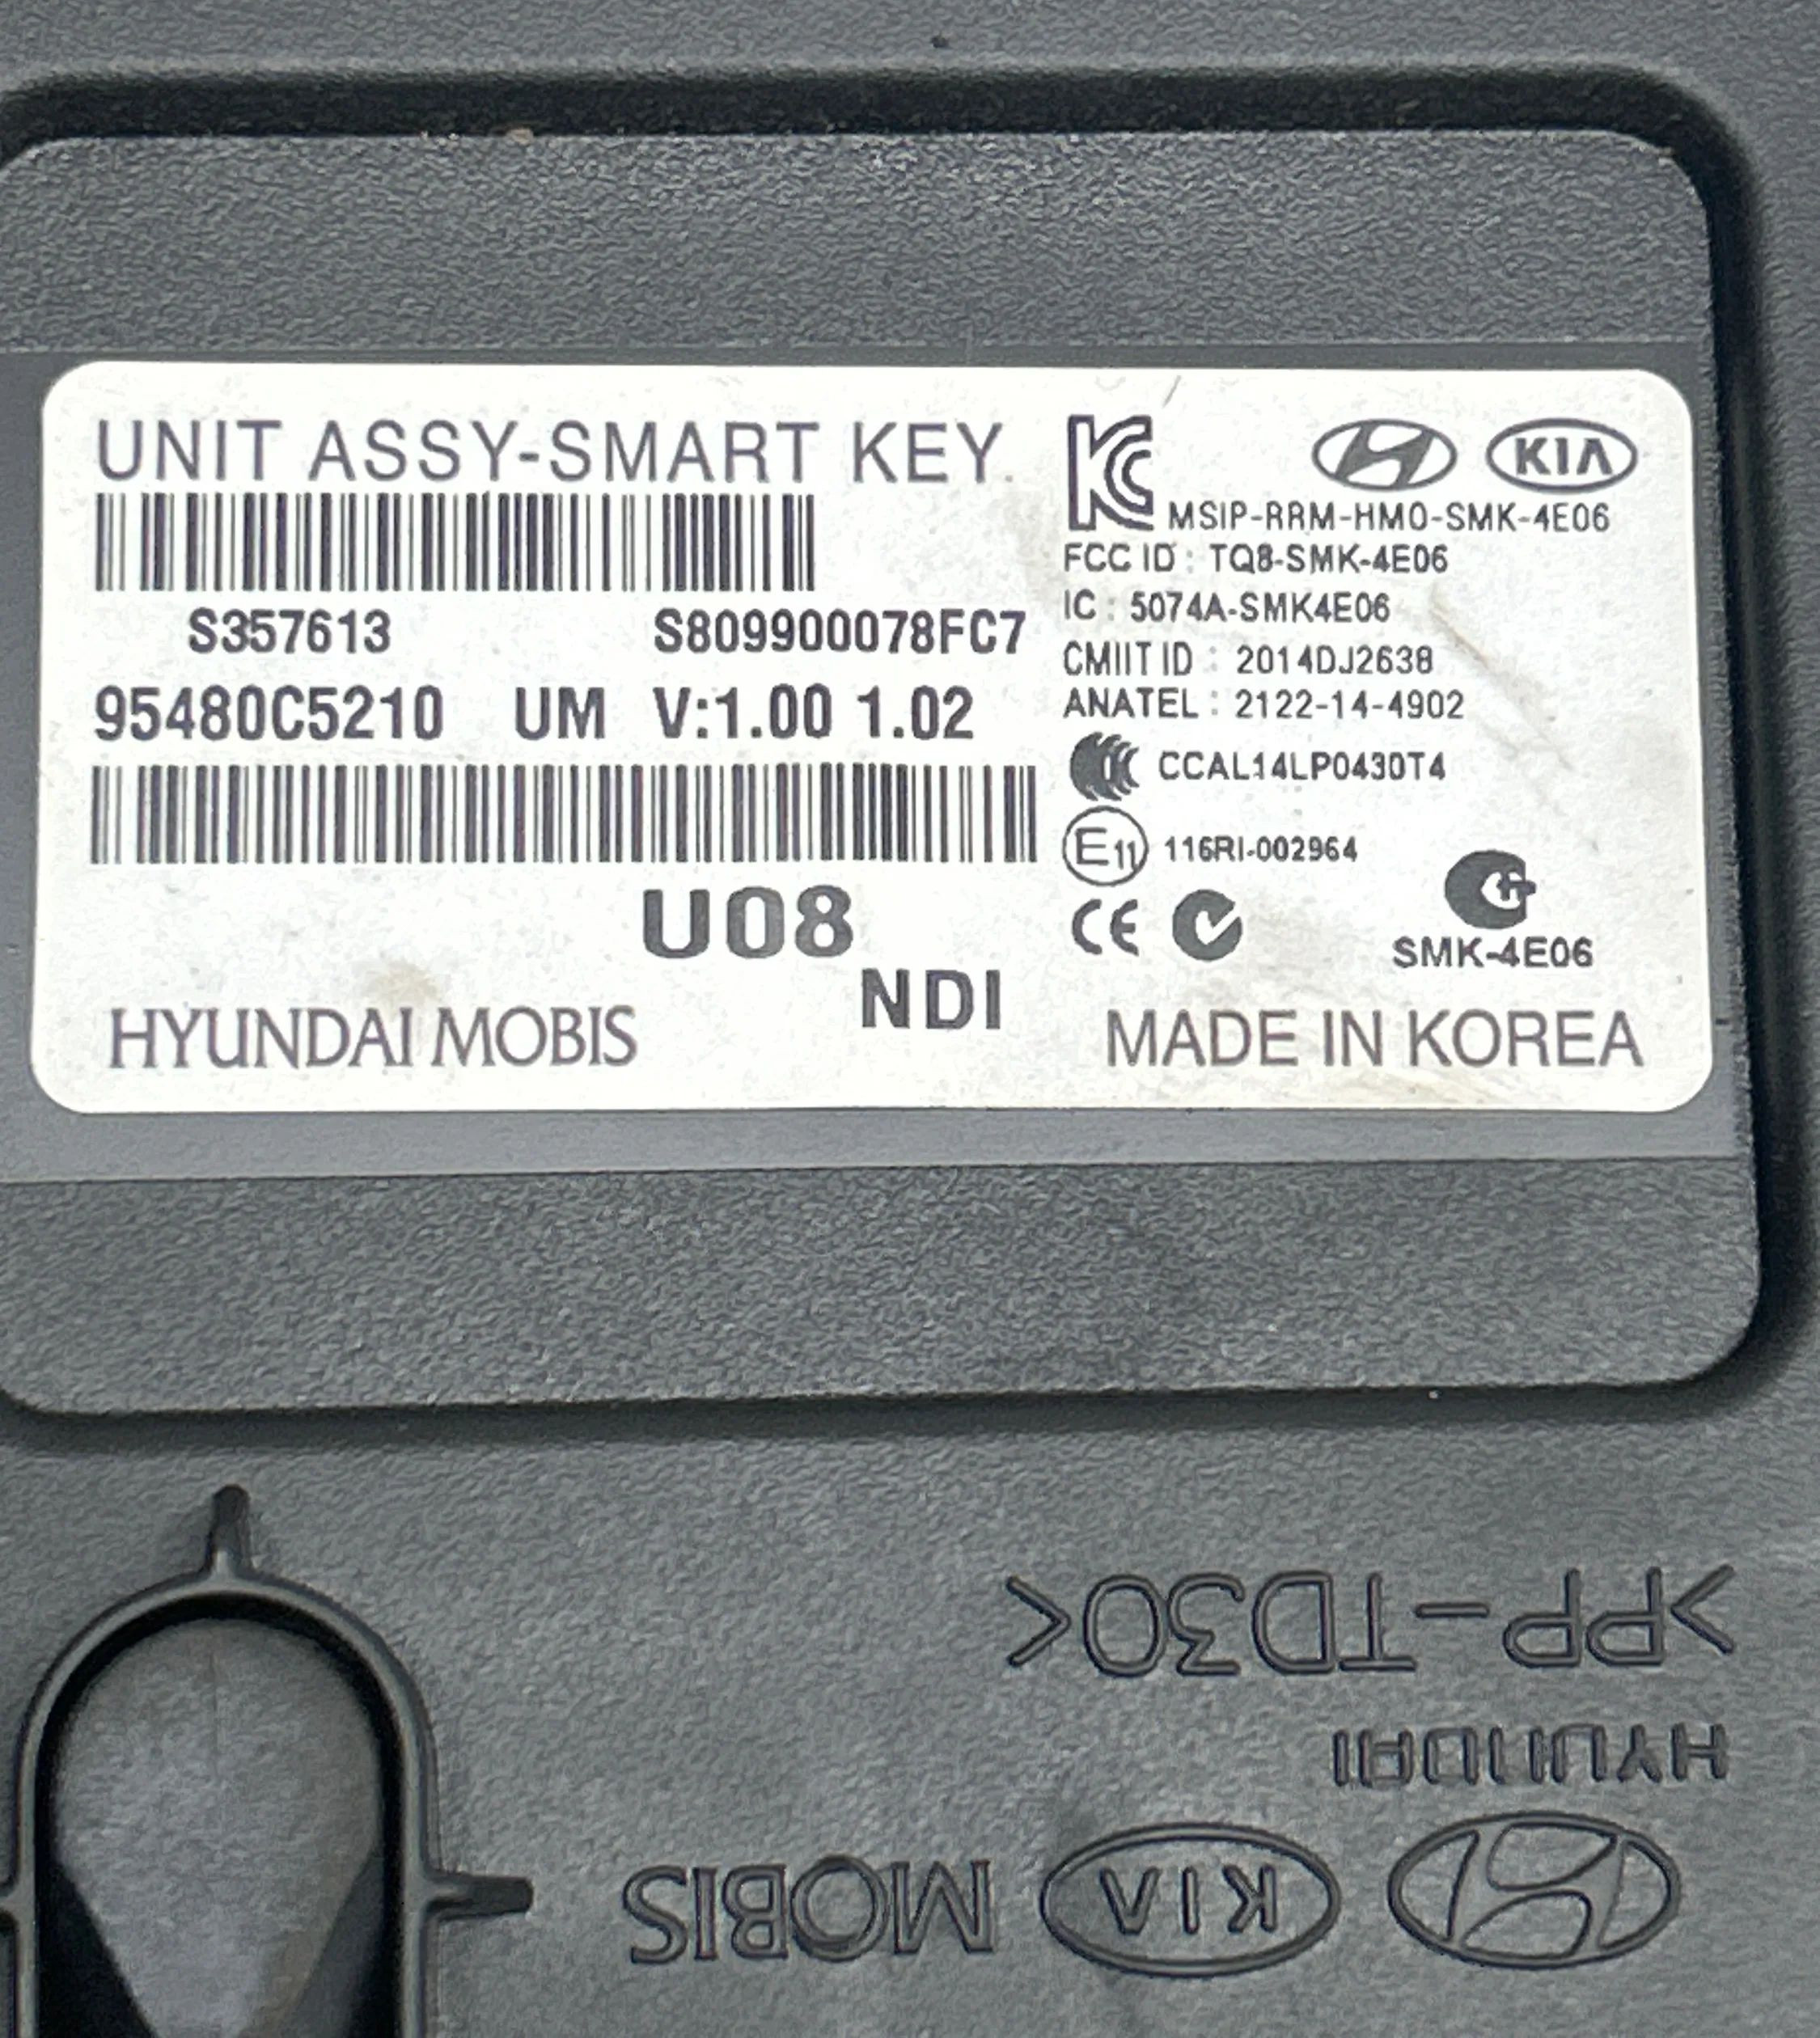 UNIT ASSY-SMART KEY
KIA
MSIP-RRM-HM0-SMK-4E06
FCC ID : TQ8-SMK-4E06
S357613 S809900078FC7
IC : 5074A-SMK4E06
CMIIT ID : 2014DJ2638
95480C5210 UM V:1.00 1.02
ANATEL : 2122-14-4902
CCAL14LP0430T4
E11 116RI-002964
U08
CE
SMK-4E06
NDI
HYUNDAI MOBIS
MADE IN KOREA
>PP-TD30<
HYUNDAI
KIA MOBIS